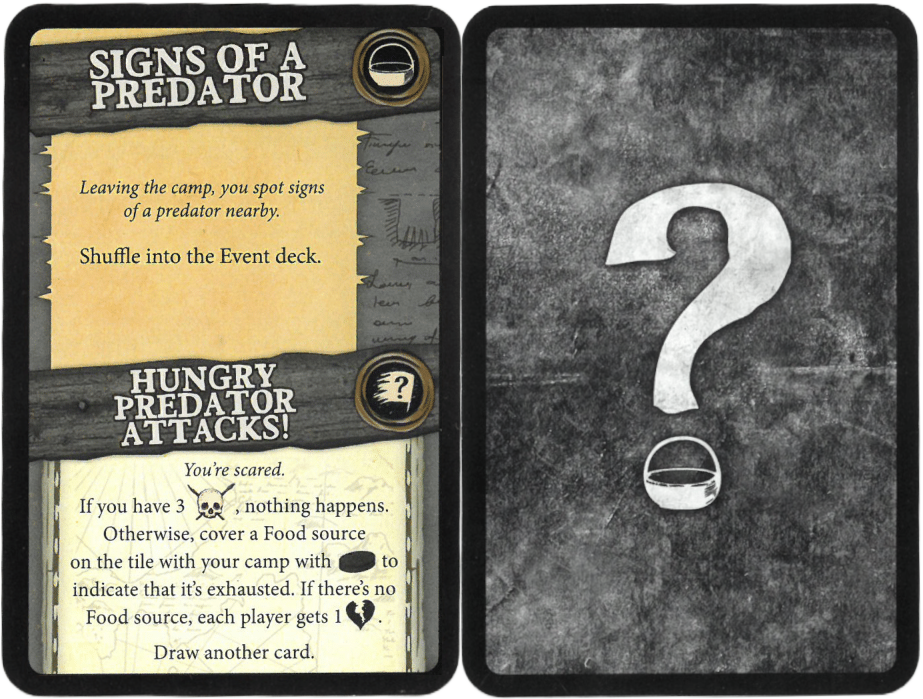 SIGNS OF A
PREDATOR
Leaving the camp, you spot signs
of a predator nearby.
Shuffle into the Event deck.
HUNGRY
PREDATOR
ATTACKS!
?
You're scared.
If you have 3 , nothing happens.
Otherwise, cover a Food source
on the tile with your camp with to
indicate that it's exhausted. If there's no
Food source, each player gets 1 .
Draw another card.
?